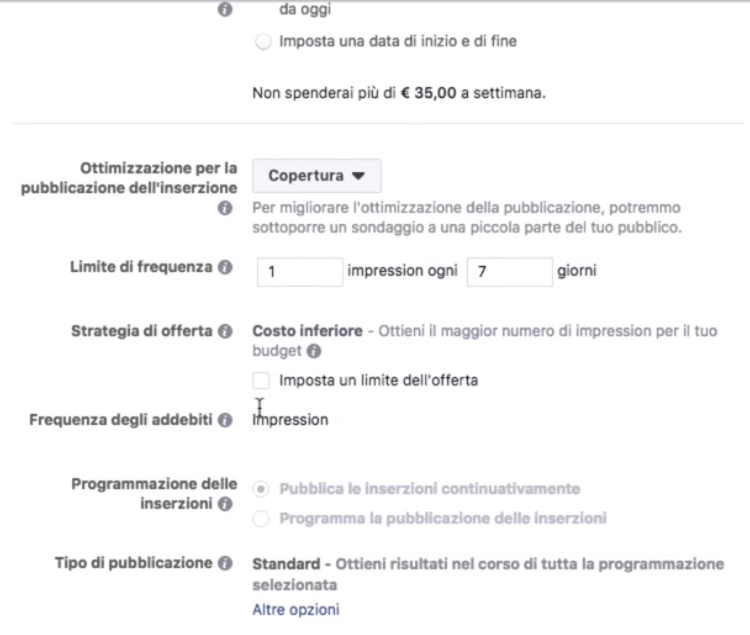 da oggi
Imposta una data di inizio e di fine
Non spenderai più di € 35,00 a settimana.
Ottimizzazione per la
pubblicazione dell'inserzione
Copertura
Per migliorare l'ottimizzazione della pubblicazione, potremmo
sottoporre un sondaggio a una piccola parte del tuo pubblico.
Limite di frequenza 1 impression ogni 7 giorni
Strategia di offerta Costo inferiore - Ottieni il maggior numero di impression per il tuo
budget
Imposta un limite dell'offerta
Frequenza degli addebiti Impression
Programmazione delle
inserzioni
Pubblica le inserzioni continuativamente
Programma la pubblicazione delle inserzioni
Tipo di pubblicazione Standard - Ottieni risultati nel corso di tutta la programmazione
selezionata
Altre opzioni